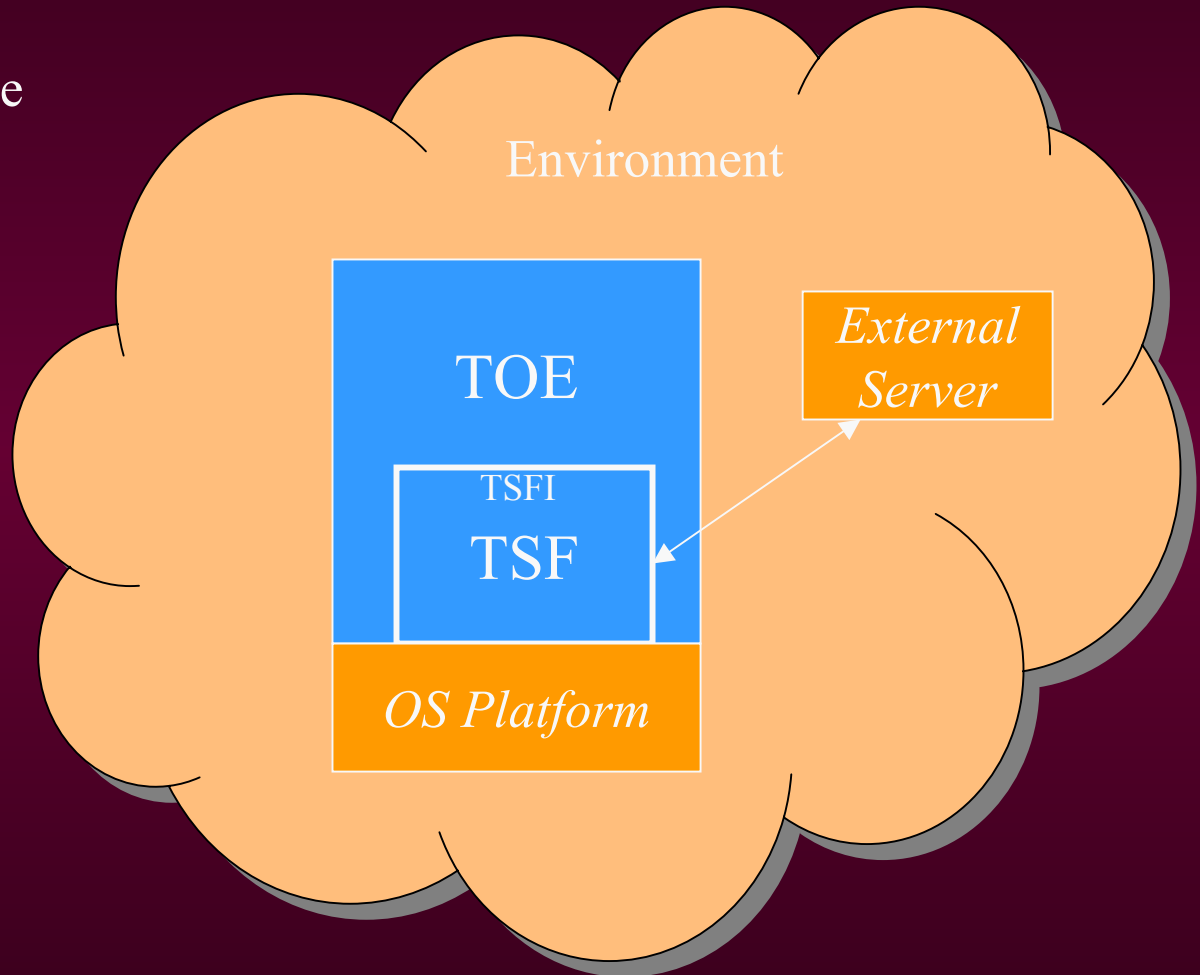 e
Environment
External
Server
TOE
TSFI
TSF
OS Platform